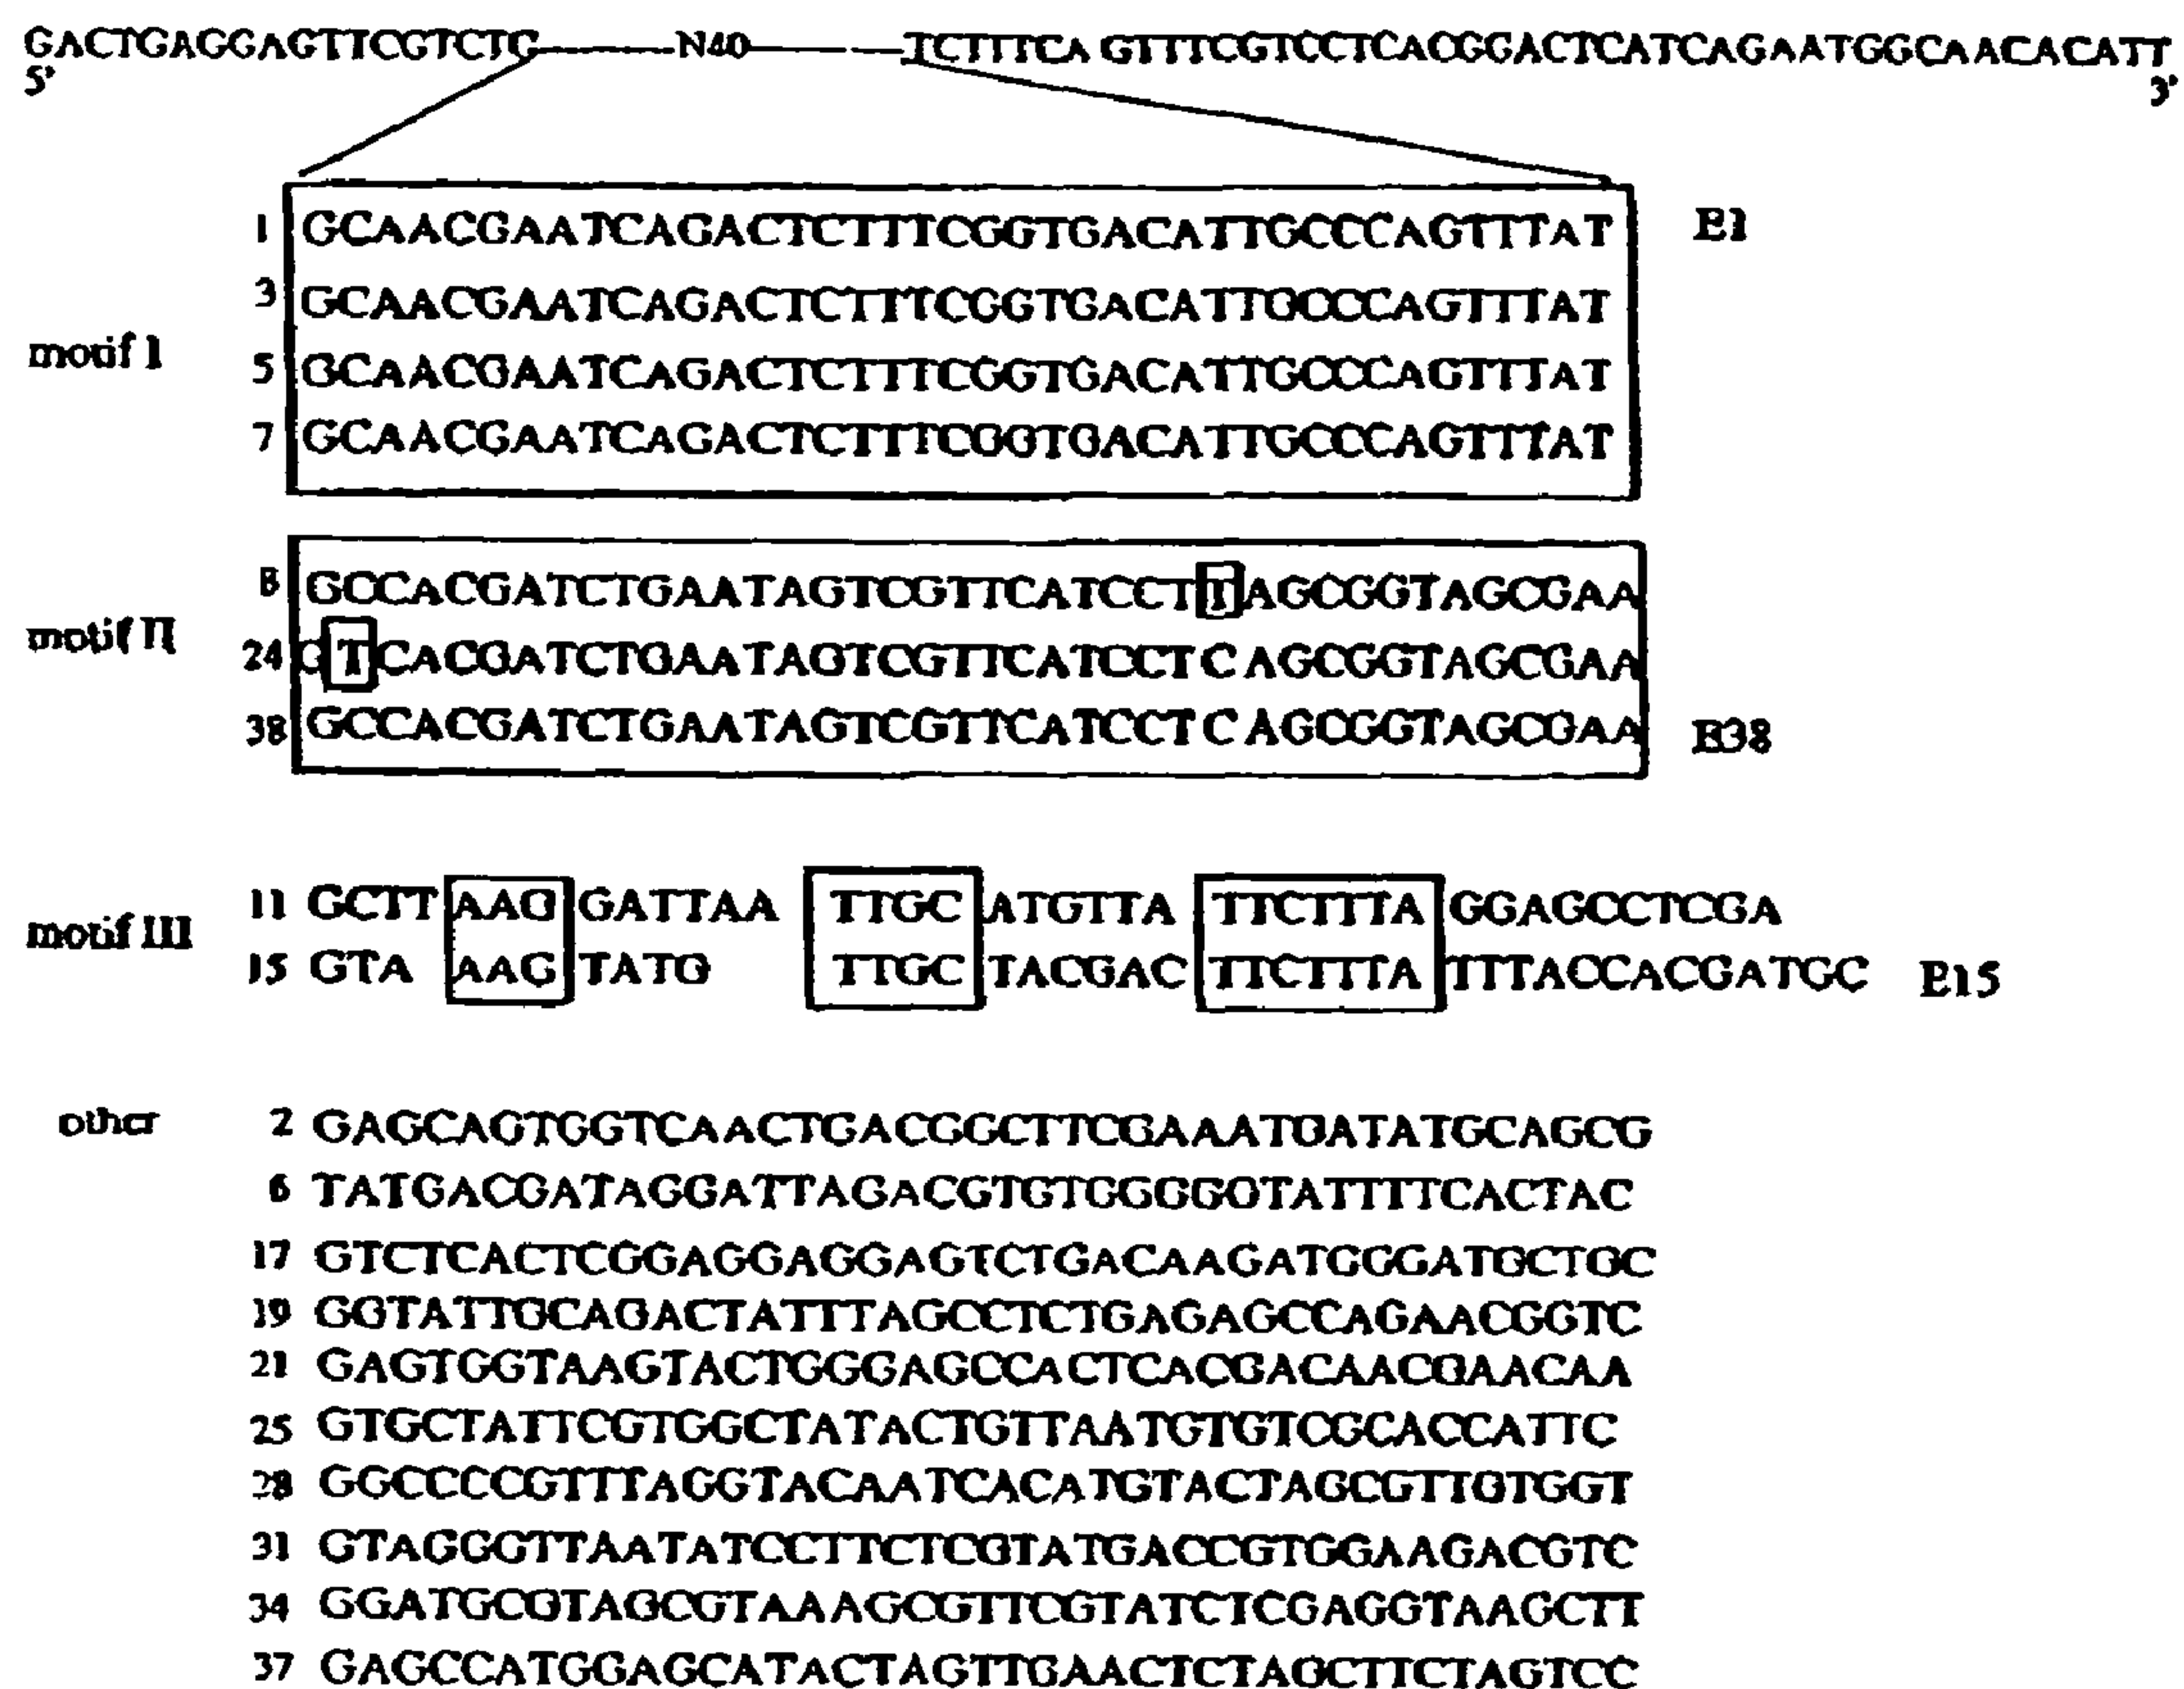 GACTGAGGAGTTCGTCTG N40 TCTTTCA GTTTCGTCCTCACGGACTCATCAGAATGGCAACACATT
5' 3'
1 GCAACGAATCAGACTCTTTCGGTGACATTGCCCAGTTTAT E1
3 GCAACGAATCAGACTCTTTCGGTGACATTGCCCAGTTTAT
motif I
5 GCAACGAATCAGACTCTTTCGGTGACATTGCCCAGTTTAT
7 GCAACGAATCAGACTCTTTCGGTGACATTGCCCAGTTTAT
8 GCCACGATCTGAATAGTCGTTCATCCTTAGCGGTAGCGAA
motif II
24 GTCACGATCTGAATAGTCGTTCATCCTCAGCGGTAGCGAA
38 GCCACGATCTGAATAGTCGTTCATCCTCAGCGGTAGCGAA E38
11 GCTT AAG GATTAA TTGC ATGTTA TTCTTTA GGAGCCTCGA
motif III
15 GTA AAG TATG TTGC TACGAC TTCTTTA TTTACCACGATGC E15
other 2 GAGCAGTGGTCAACTGACGGCTTCGAAATGATATGCAGCG
6 TATGACGATAGGATTAGACGTGTGGGGGTATTTTCACTAC
17 GTCTCACTCGGAGGAGGAGTCTGACAAGATGGGATGCTGC
19 GGTATTGCAGACTATTTAGCCTCTGAGAGCCAGAACGGTC
21 GAGTGGTAAGTACTGGGAGCCACTCACGACAACGAACAA
25 GTGCTATTCGTGGCTATACTGTTAATGTGTCGCACCATTC
28 GGCCCCGTTTAGGTACAATCACATGTACTAGCGTTGTGGT
31 GTAGGGTTAATATCCTTCTCGTATGACCGTGGAAGACGTC
34 GGATGCGTAGCGTAAAGCGTTCGTATCTCGAGGTAAGCTT
37 GAGCCATGGAGCATACTAGTTGAACTCTAGCTTCTAGTCC